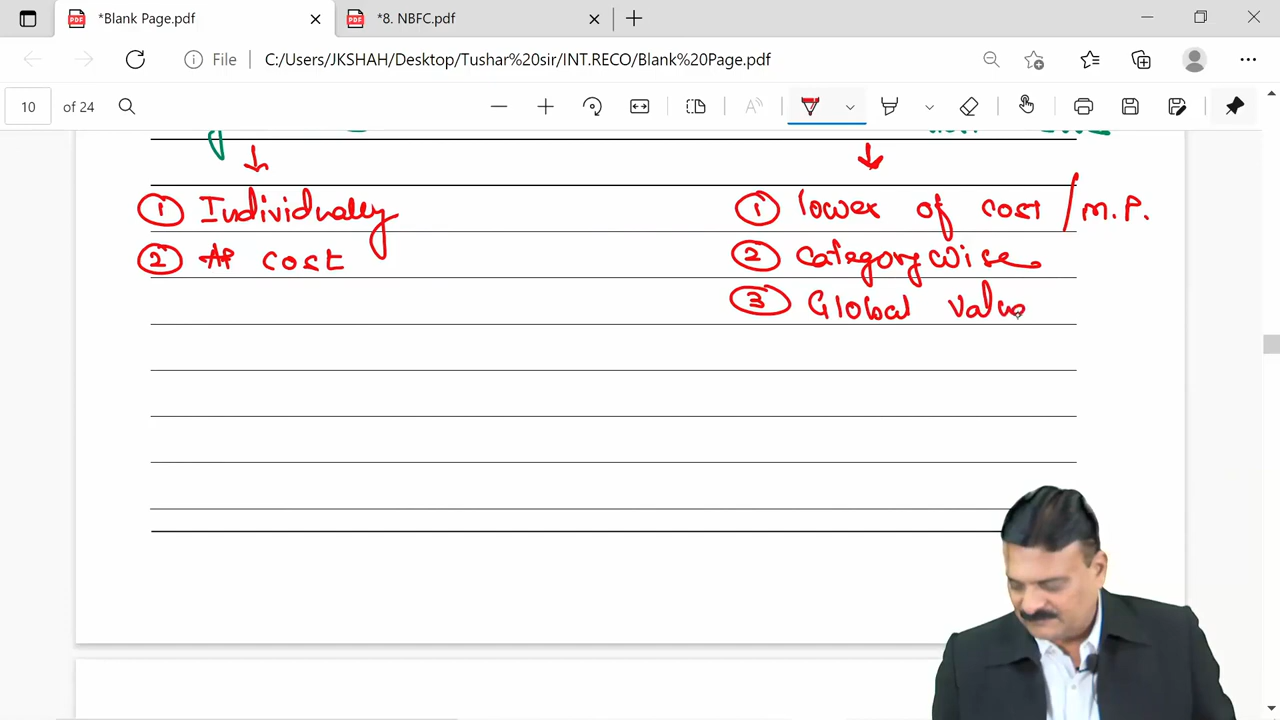 *Blank Page.pdf
*8. NBFC.pdf
File
C:/Users/JKSHAH/Desktop/Tushar%20sir/INT.RECO/Blank%20Page.pdf
10 of 24
① Individually
② At cost
① lower of cost / M.P.
② Categorywise
③ Global Value